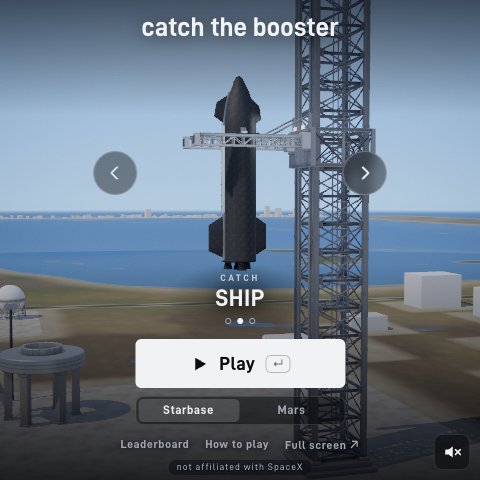 catch the booster
CATCH
SHIP
Play
Starbase Mars
Leaderboard How to play Full screen ↗
not affiliated with SpaceX